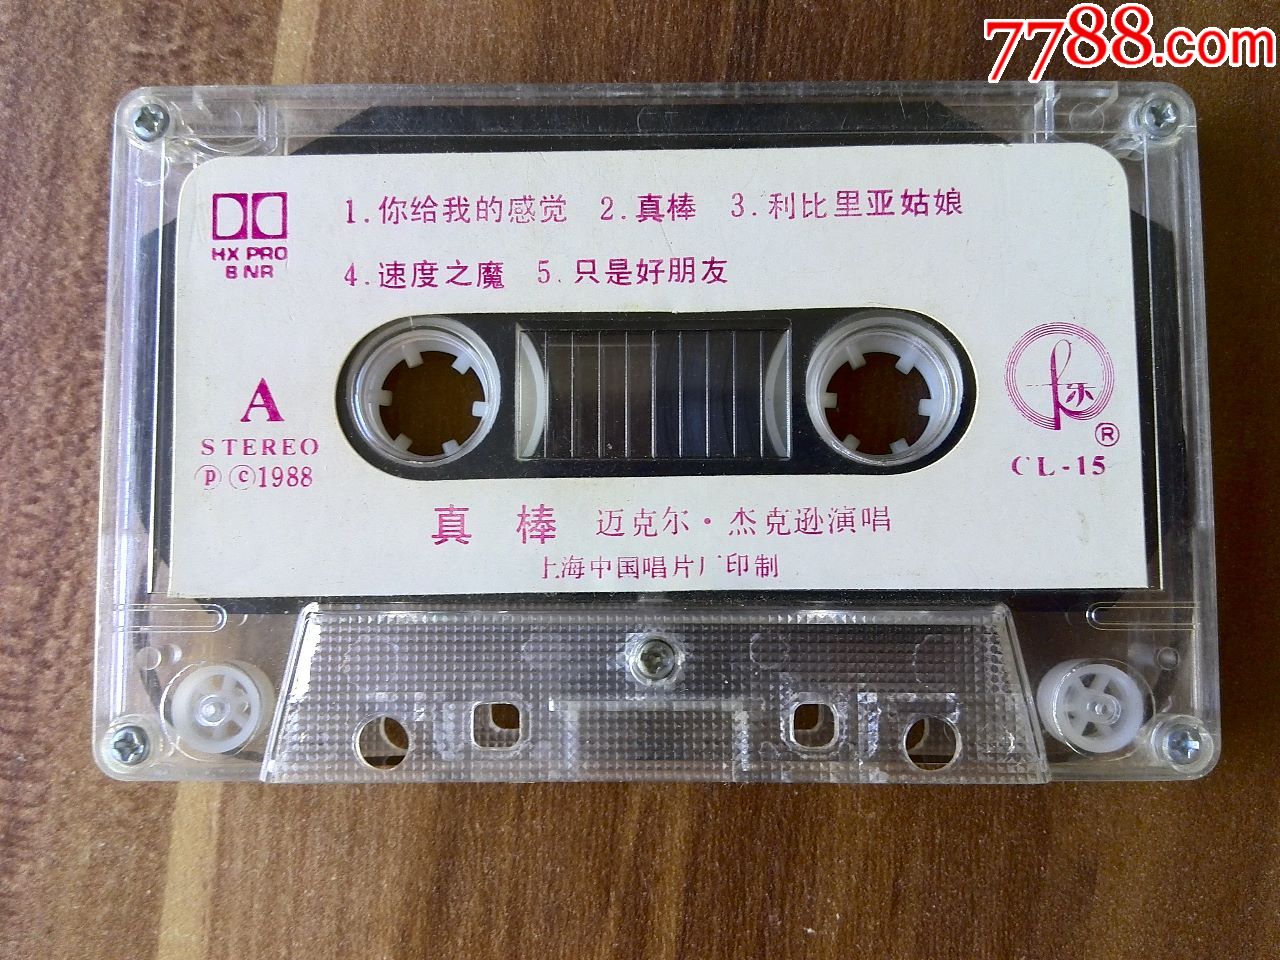 7788.com
1.你给我的感觉 2.真棒 3.利比里亚姑娘
4.速度之魔 5.只是好朋友
HX PRO
B NR
A
STEREO
Ⓟ ©1988
乐
®
CL-15
真棒 迈克尔·杰克逊演唱
上海中国唱片厂印制